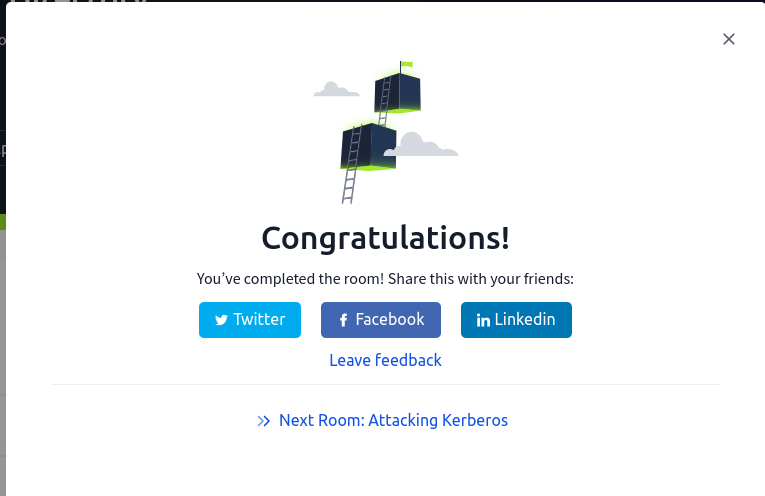 Congratulations!
You’ve completed the room! Share this with your friends:
Twitter Facebook Linkedin
Leave feedback
Next Room: Attacking Kerberos